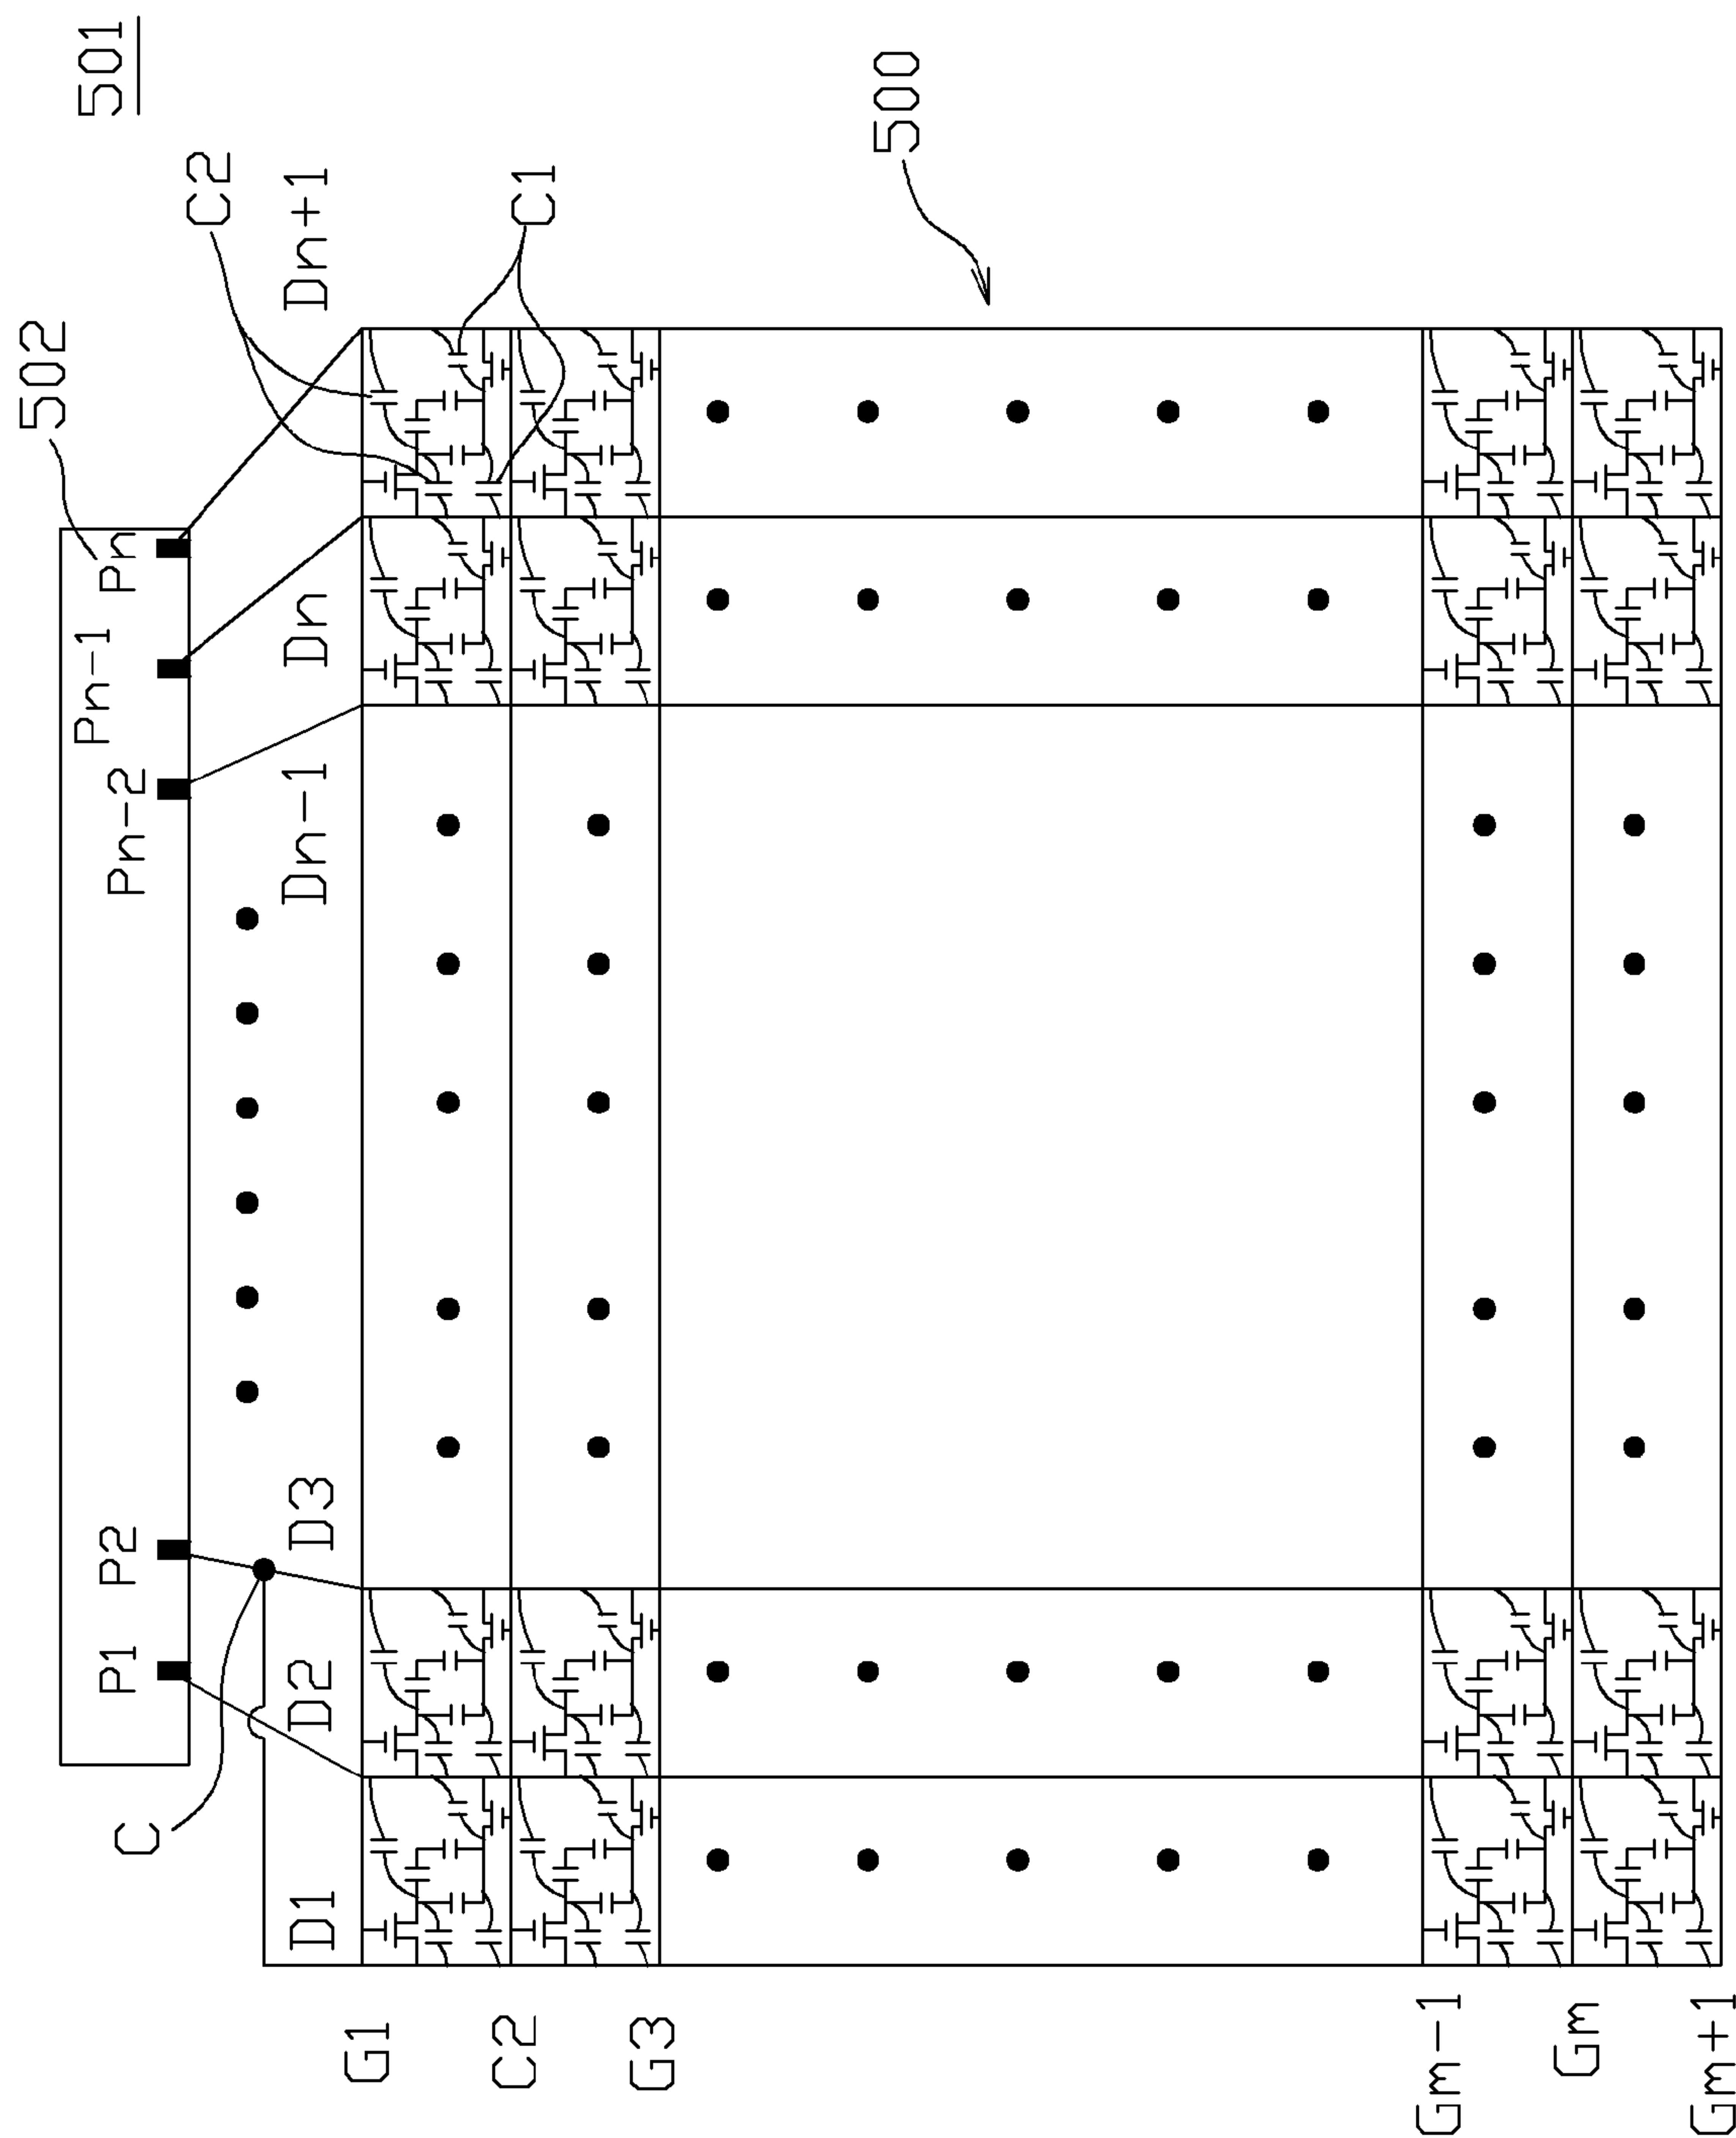 501
502
C2
Dn+1
C1
500
Pn
Pn-1
Pn-2
P2
P1
Dn
Dn-1
D3
D2
D1
C
G1
C2
G3
Gm-1
Gm
Gm+1